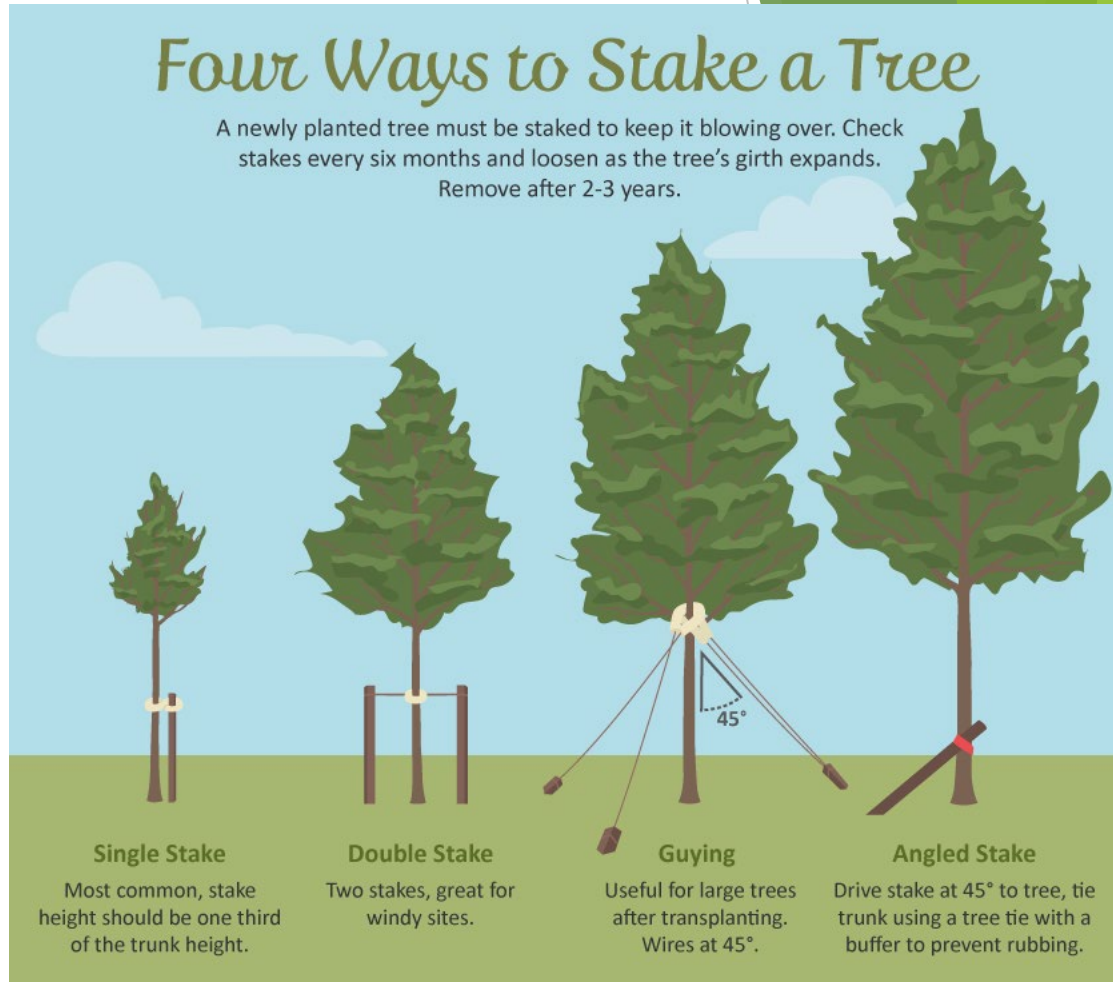 Four Ways to Stake a Tree
A newly planted tree must be staked to keep it blowing over. Check
stakes every six months and loosen as the tree's girth expands.
Remove after 2-3 years.
45°
Single Stake
Most common, stake
height should be one third
of the trunk height.
Double Stake
Two stakes, great for
windy sites.
Guying
Useful for large trees
after transplanting.
Wires at 45°.
Angled Stake
Drive stake at 45° to tree, tie
trunk using a tree tie with a
buffer to prevent rubbing.